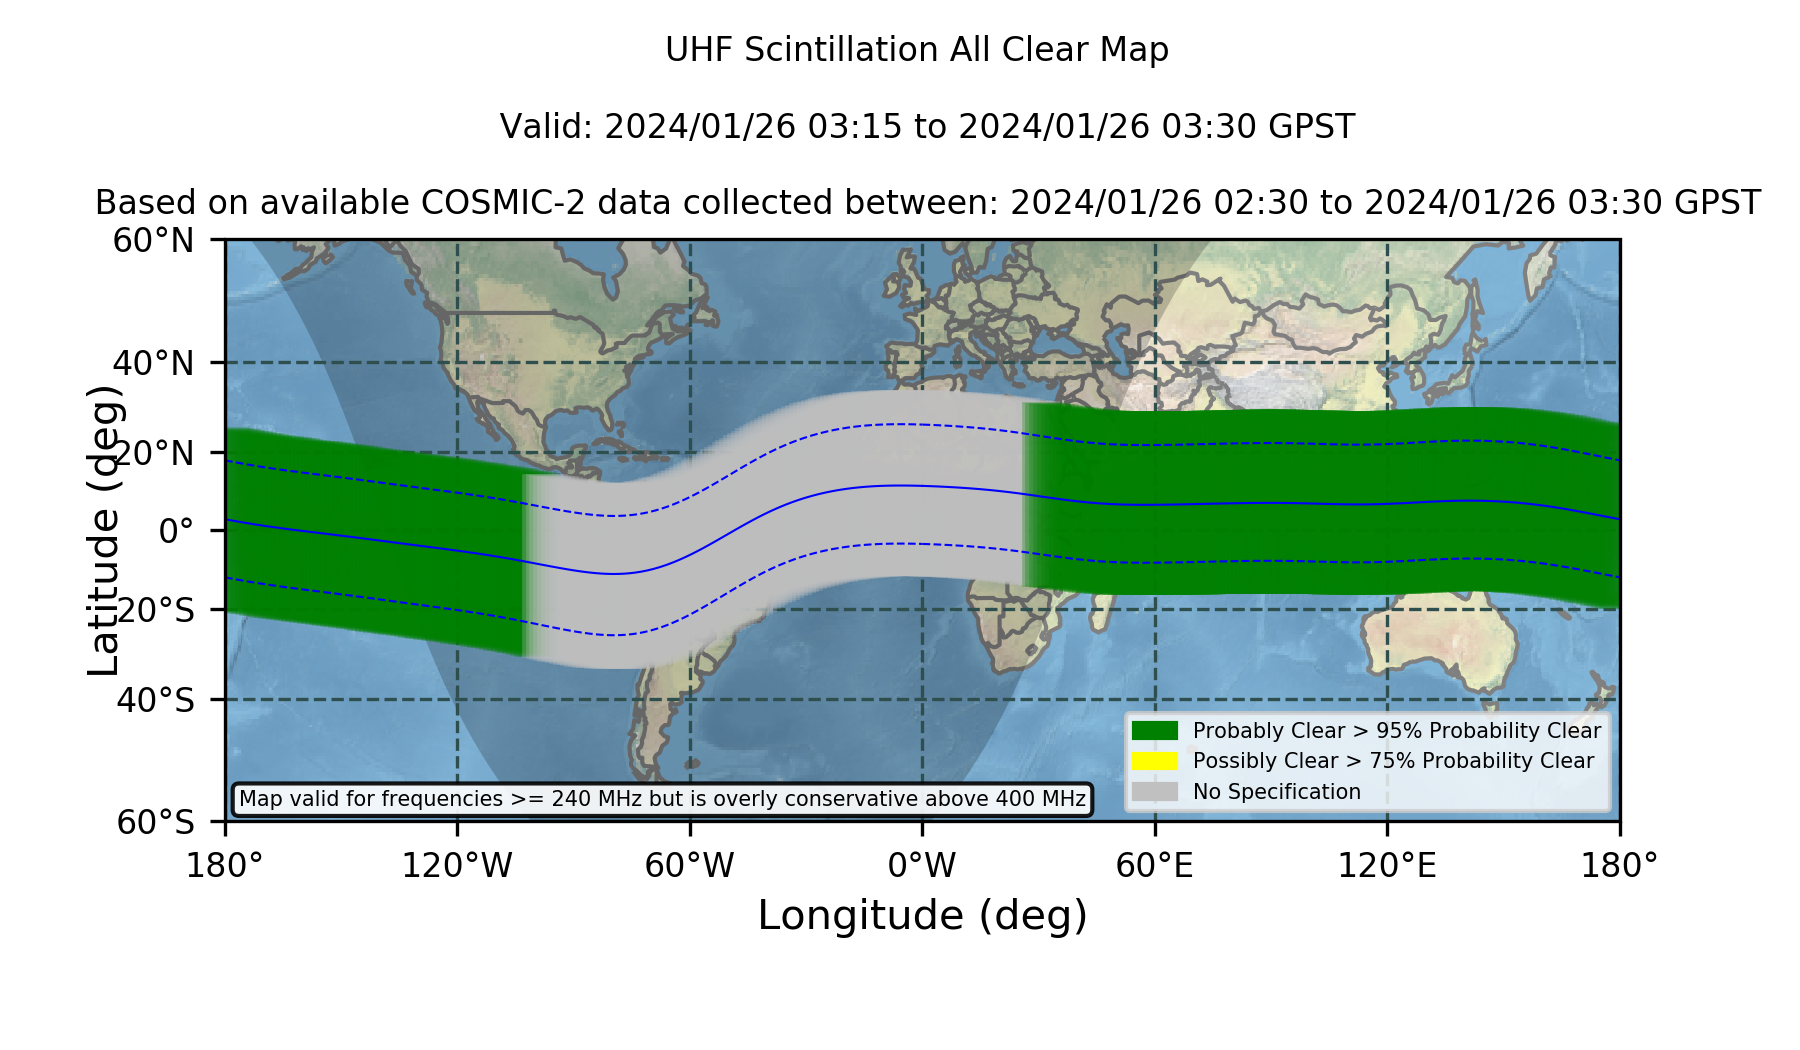 UHF Scintillation All Clear Map
Valid: 2024/01/26 03:15 to 2024/01/26 03:30 GPST
Based on available COSMIC-2 data collected between: 2024/01/26 02:30 to 2024/01/26 03:30 GPST
60°N
40°N
20°N
0°
20°S
40°S
60°S
Latitude (deg)
Probably Clear > 95% Probability Clear
Possibly Clear > 75% Probability Clear
No Specification
Map valid for frequencies >= 240 MHz but is overly conservative above 400 MHz
180° 120°W 60°W 0°W 60°E 120°E 180°
Longitude (deg)